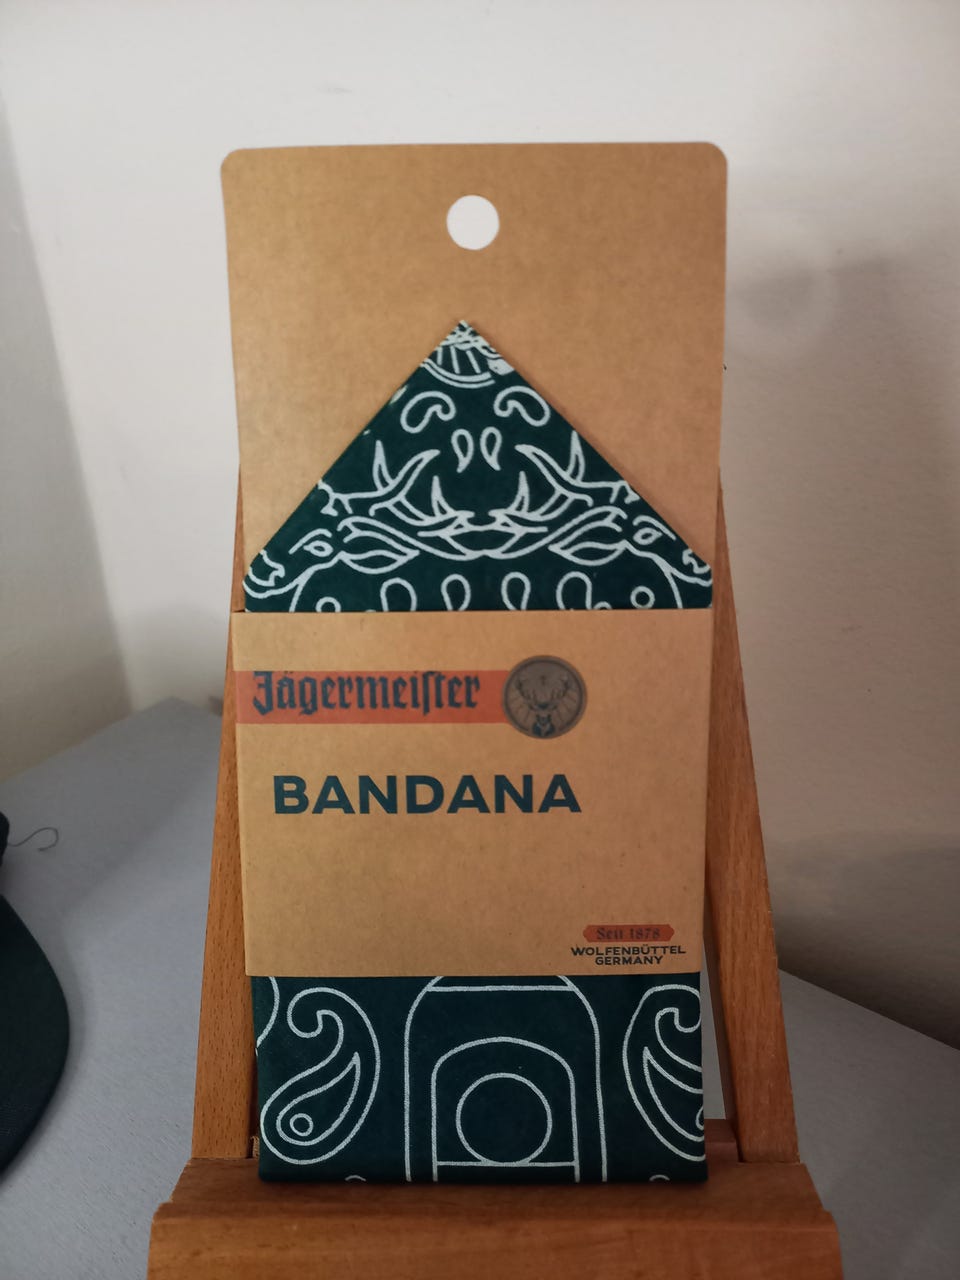 Jägermeiſter
BANDANA
Seit 1878
WOLFENBÜTTEL
GERMANY